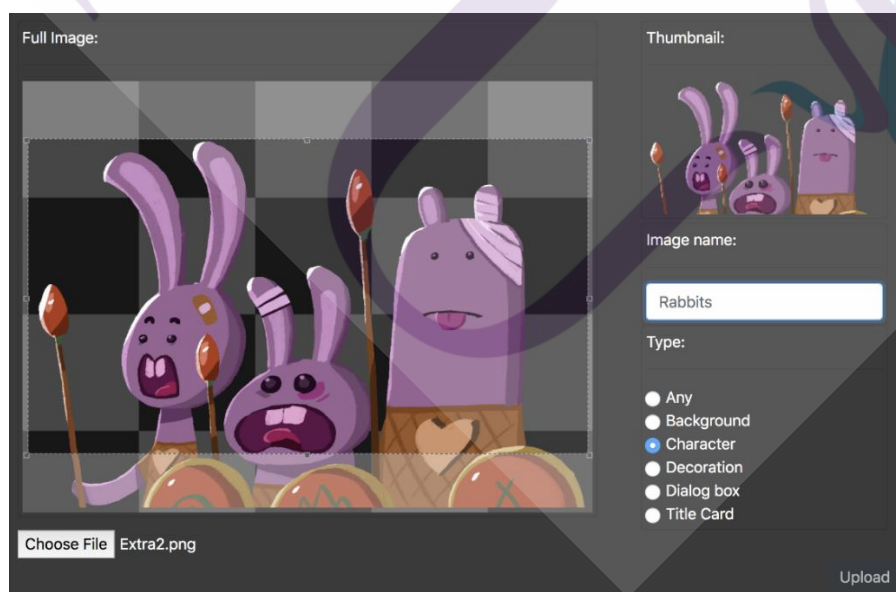 Full Image:
Thumbnail:
Image name:
Rabbits
Type:
Any
Background
Character
Decoration
Dialog box
Title Card
Choose File Extra2.png
Upload